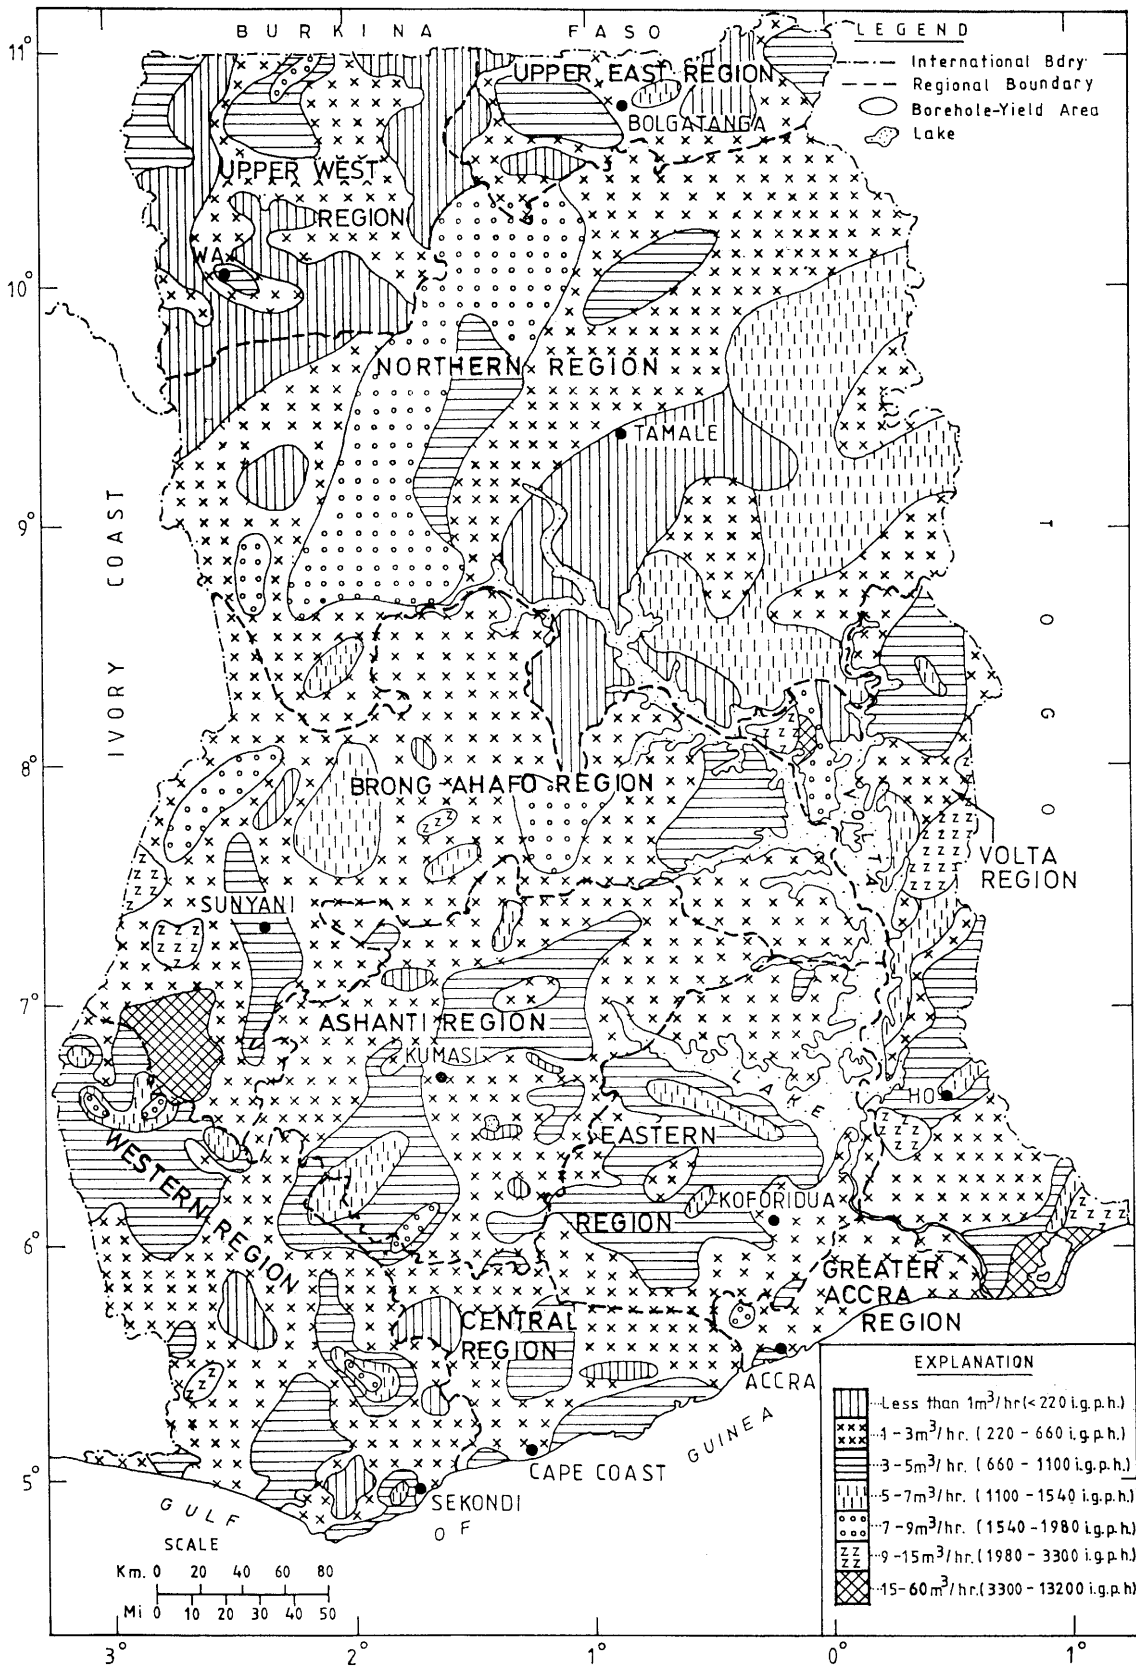 BURKINA FASO
LEGEND
International Bdry
Regional Boundary
Borehole-Yield Area
Lake
11°
10°
9°
8°
7°
6°
5°
UPPER EAST REGION
BOLGATANGA
UPPER WEST
REGION
WA
NORTHERN REGION
TAMALE
IVORY COAST
TOGO
BRONG AHAFO REGION
VOLTA
LAKE
VOLTA
REGION
SUNYANI
ASHANTI REGION
KUMASI
HO
EASTERN
REGION
KOFORIDUA
WESTERN
REGION
GREATER
ACCRA
REGION
CENTRAL
REGION
ACCRA
CAPE COAST
SEKONDI
GULF OF GUINEA
SCALE
Km. 0 20 40 60 80
Mi 0 10 20 30 40 50
EXPLANATION
Less than 1m³/hr(<220 i.g.p.h.)
1-3m³/hr. (220-660 i.g.p.h.)
3-5m³/hr. (660-1100 i.g.p.h.)
5-7m³/hr. (1100-1540 i.g.p.h.)
7-9m³/hr. (1540-1980 i.g.p.h.)
9-15m³/hr. (1980-3300 i.g.p.h.)
15-60m³/hr.(3300-13200 i.g.p.h)
3° 2° 1° 0° 1°